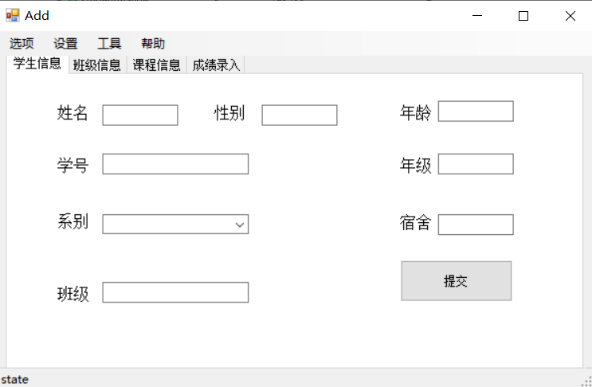 Add
选项 设置 工具 帮助
学生信息 班级信息 课程信息 成绩录入
姓名 性别 年龄
学号 年级
系别 宿舍
班级 提交
state